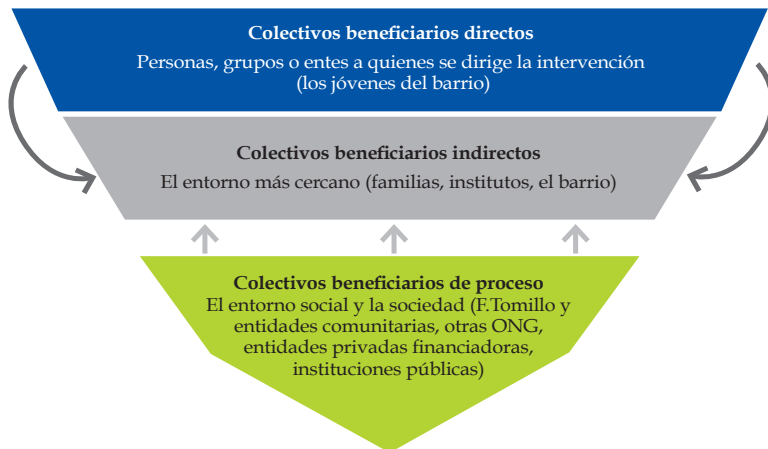 Colectivos beneficiarios directos
Personas, grupos o entes a quienes se dirige la intervención
(los jóvenes del barrio)
Colectivos beneficiarios indirectos
El entorno más cercano (familias, institutos, el barrio)
Colectivos beneficiarios de proceso
El entorno social y la sociedad (F.Tomillo y
entidades comunitarias, otras ONG,
entidades privadas financiadoras,
instituciones públicas)